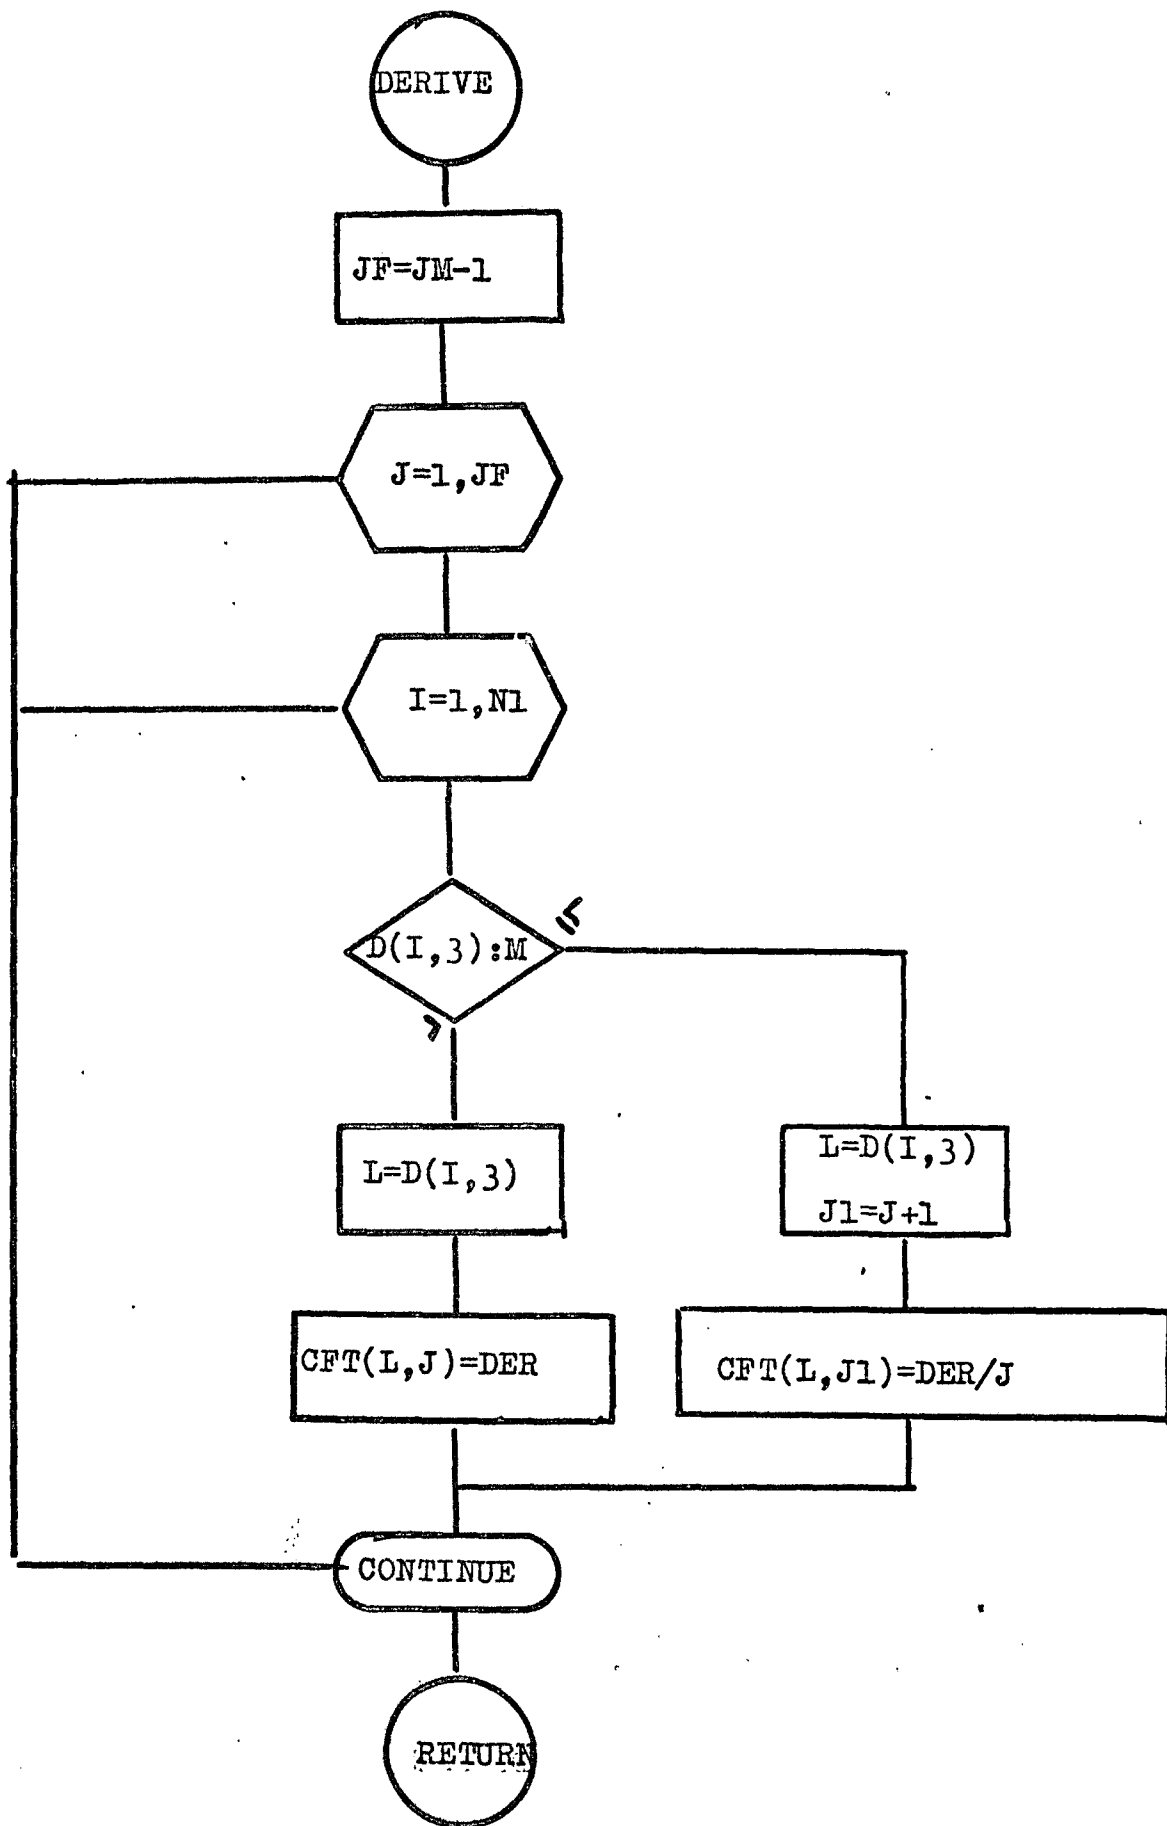 DERIVE
JF=JM-1
J=1,JF
I=1,N1
D(I,3):M
≤
>
L=D(I,3)
L=D(I,3)
J1=J+1
CFT(L,J)=DER
CFT(L,J1)=DER/J
CONTINUE
RETURN